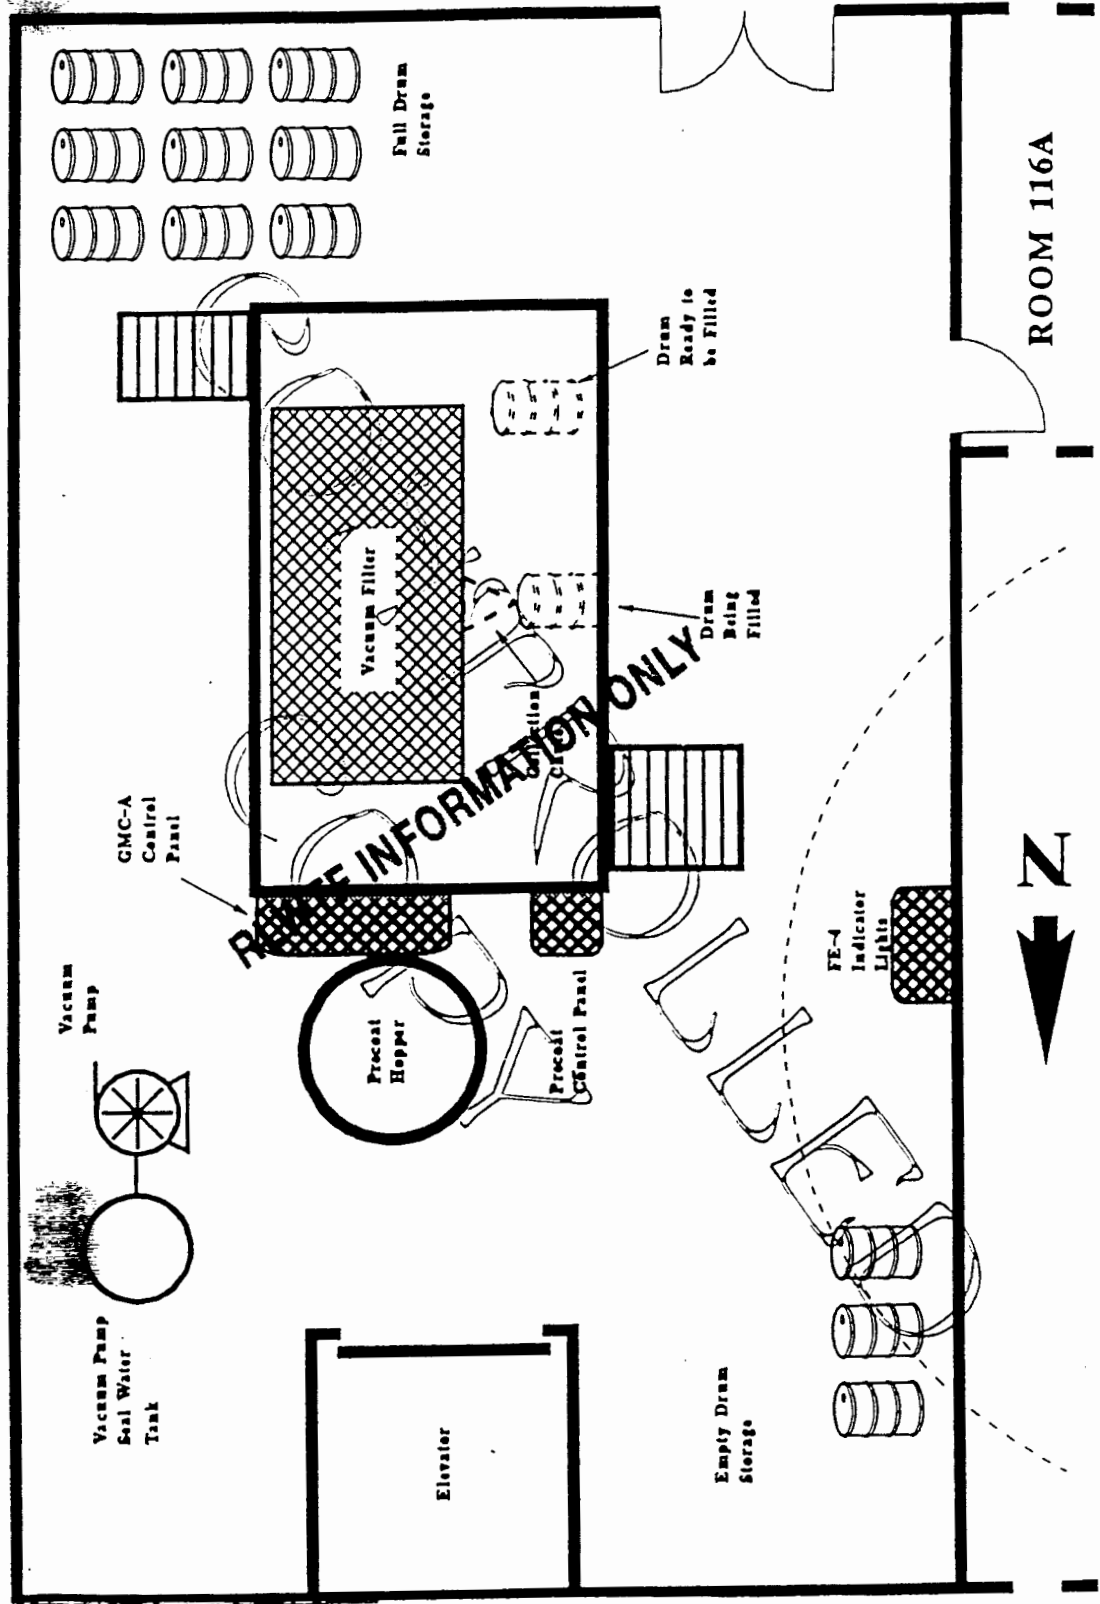 Vacuum Pump
Seal Water
Tank
Vacuum
Pump
GMC-A
Control
Panel
Full Drum
Storage
Elevator
Precoat
Hopper
Vacuum Filter
Precoat
Control Panel
Collection
INFORMATION ONLY
Drum
Being
Filled
Drum
Ready to
be Filled
Empty Drum
Storage
FE-4
Indicator
Lights
N
ROOM 116A